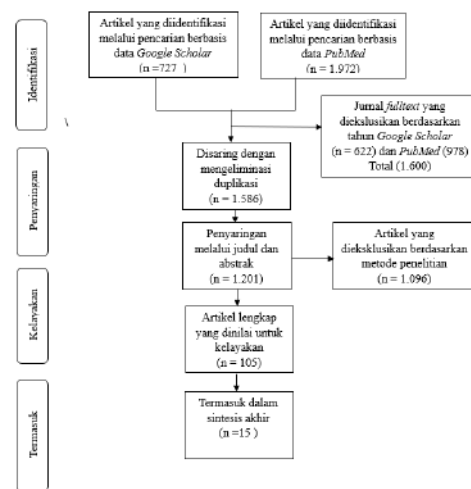 Artikel yang diidentifikasi
melalui pencarian berbasis
data Google Scholar
(n =727 )
Artikel yang diidentifikasi
melalui pencarian berbasis
data PubMed
(n = 1.972)
Identifikasi
\
Jurnal fulltext yang
diekslusikan berdasarkan
tahun Google Scholar
(n = 622) dan PubMed (978)
Total (1.600)
Disaring dengan
mengeliminasi
duplikasi
(n = 1.586)
Penyaringan
Penyaringan
melalui judul dan
abstrak
(n = 1.201)
Artikel yang
dieksklusikan berdasarkan
metode penelitian
(n = 1.096)
Kelayakan
Artikel lengkap
yang dinilai untuk
kelayakan
(n = 105)
Termasuk
Termasuk dalam
sintesis akhir
(n =15 )